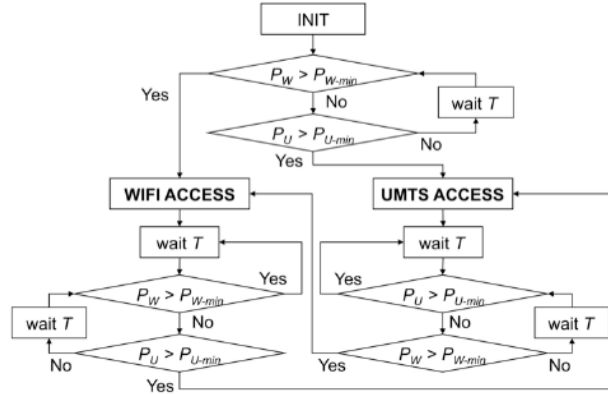 INIT
P_W > P_W-min
Yes
No
wait T
P_U > P_U-min
No
Yes
WIFI ACCESS
UMTS ACCESS
wait T
wait T
Yes
Yes
P_W > P_W-min
P_U > P_U-min
wait T
No
No
wait T
P_U > P_U-min
P_W > P_W-min
No
Yes
Yes
No